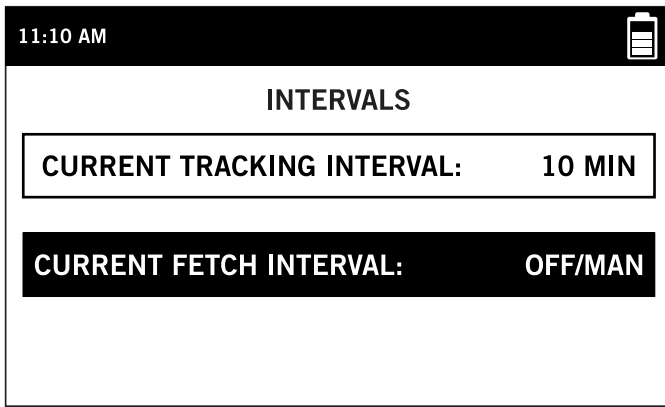 11:10 AM
INTERVALS
CURRENT TRACKING INTERVAL: 10 MIN
CURRENT FETCH INTERVAL: OFF/MAN